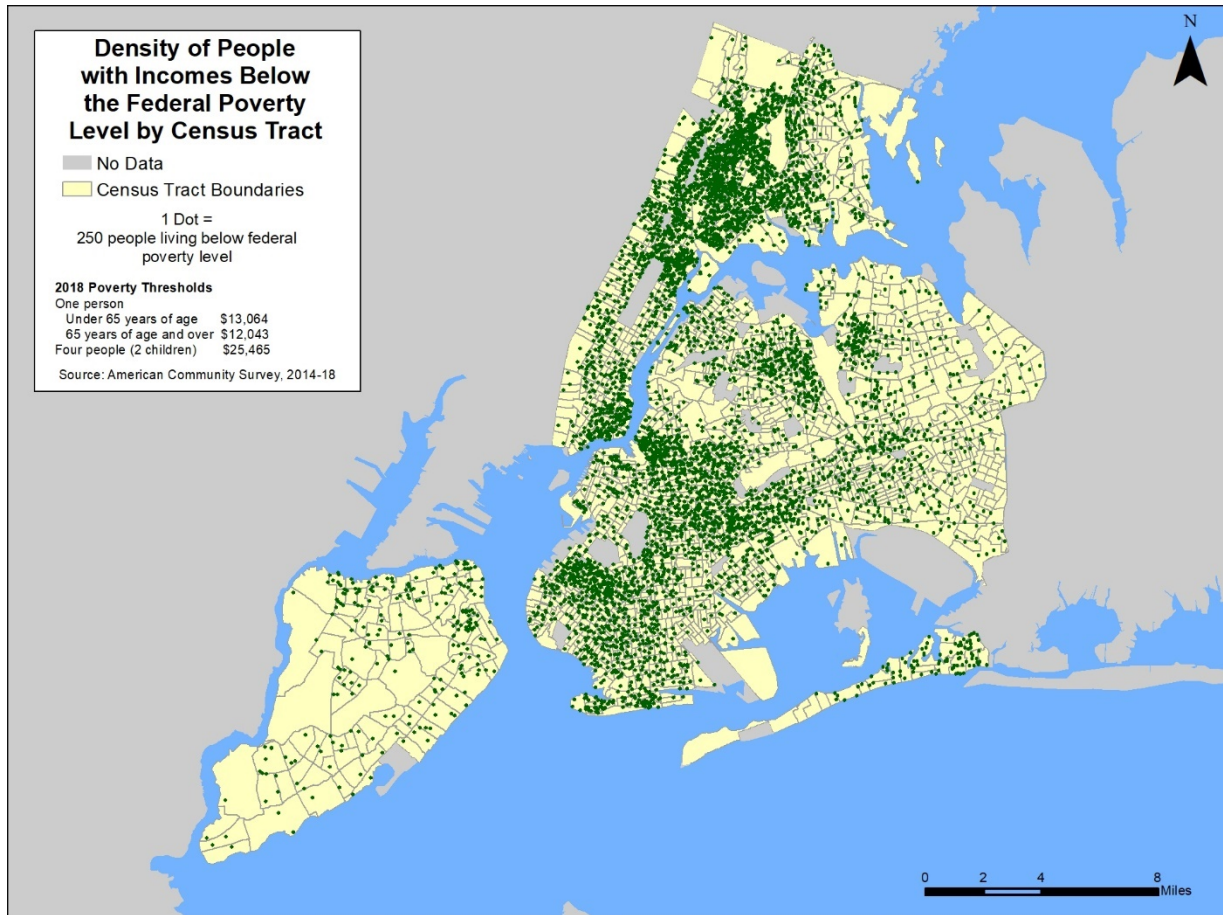 Density of People
with Incomes Below
the Federal Poverty
Level by Census Tract
No Data
Census Tract Boundaries
1 Dot =
250 people living below federal
poverty level
2018 Poverty Thresholds
One person
Under 65 years of age $13,064
65 years of age and over $12,043
Four people (2 children) $25,465
Source: American Community Survey, 2014-18
N
0 2 4 8
Miles